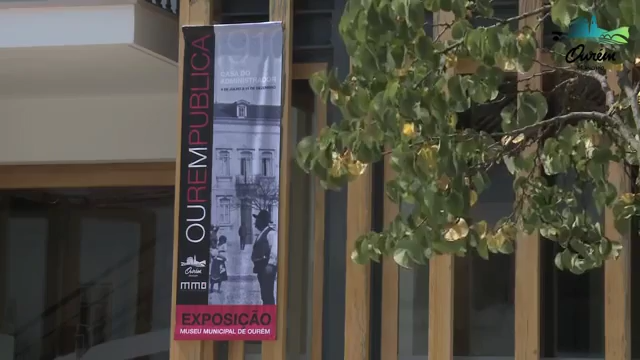 OUREMPUBLICA
1910
CASA DO
ADMINISTRADOR
Ourém
mmo
EXPOSIÇÃO
MUSEU MUNICIPAL DE OURÉM
Ourém